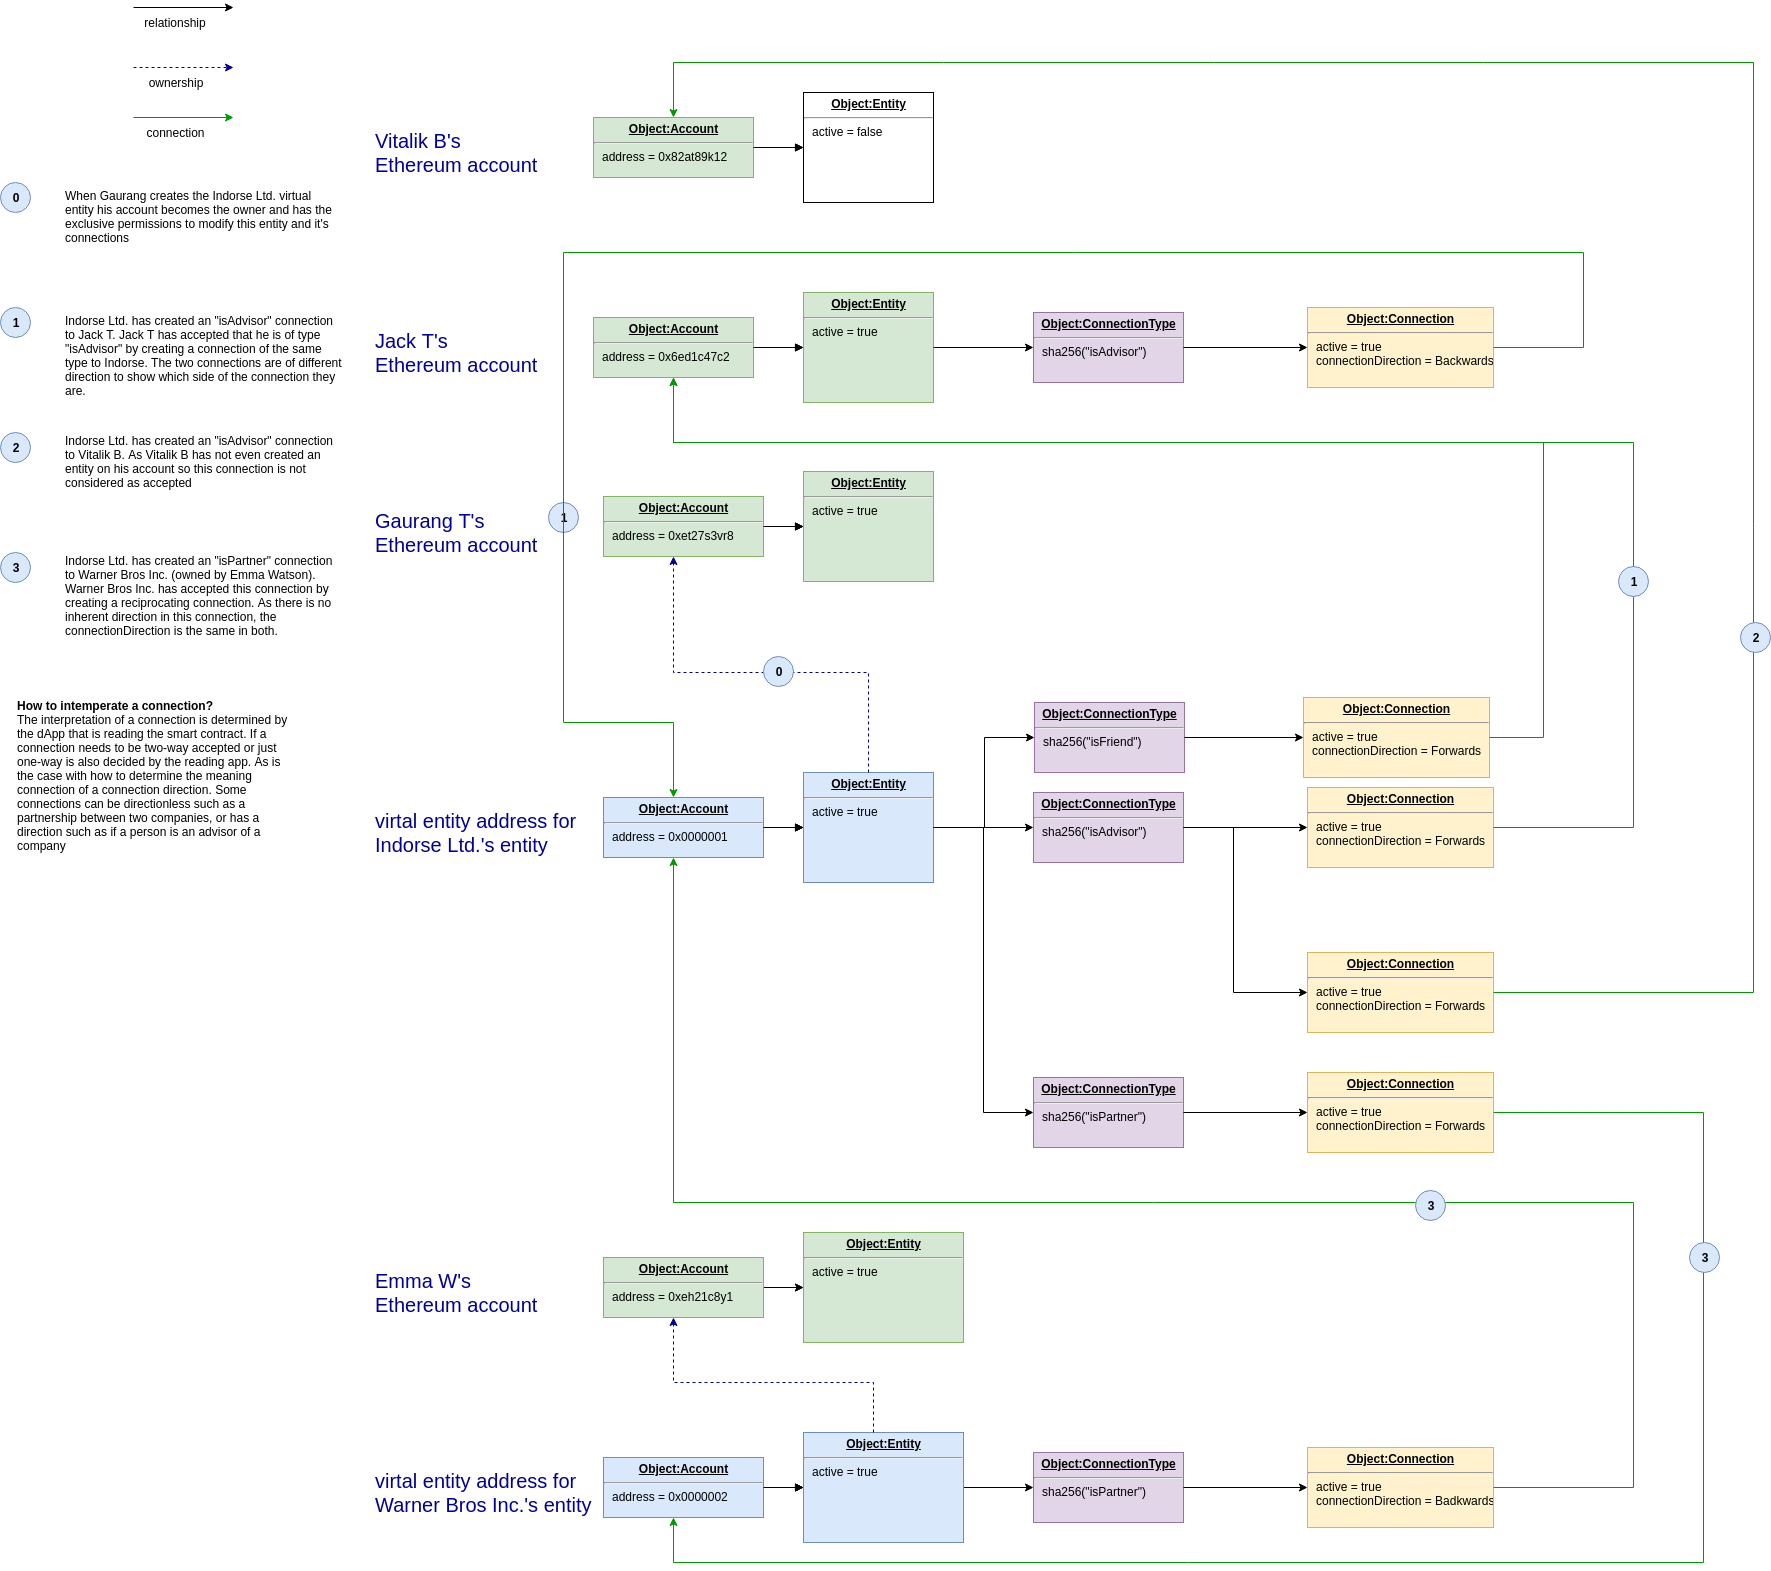 relationship
ownership
connection
0
When Gaurang creates the Indorse Ltd. virtual
entity his account becomes the owner and has the
exclusive permissions to modify this entity and it's
connections
1
Indorse Ltd. has created an "isAdvisor" connection
to Jack T. Jack T has accepted that he is of type
"isAdvisor" by creating a connection of the same
type to Indorse. The two connections are of different
direction to show which side of the connection they
are.
2
Indorse Ltd. has created an "isAdvisor" connection
to Vitalik B. As Vitalik B has not even created an
entity on his account so this connection is not
considered as accepted
3
Indorse Ltd. has created an "isPartner" connection
to Warner Bros Inc. (owned by Emma Watson).
Warner Bros Inc. has accepted this connection by
creating a reciprocating connection. As there is no
inherent direction in this connection, the
connectionDirection is the same in both.
How to intemperate a connection?
The interpretation of a connection is determined by
the dApp that is reading the smart contract. If a
connection needs to be two-way accepted or just
one-way is also decided by the reading app. As is
the case with how to determine the meaning
connection of a connection direction. Some
connections can be directionless such as a
partnership between two companies, or has a
direction such as if a person is an advisor of a
company
Vitalik B's
Ethereum account
Object:Account
address = 0x82at89k12
Object:Entity
active = false
Jack T's
Ethereum account
Object:Account
address = 0x6ed1c47c2
Object:Entity
active = true
Object:ConnectionType
sha256("isAdvisor")
Object:Connection
active = true
connectionDirection = Backwards
Gaurang T's
Ethereum account
1
Object:Account
address = 0xet27s3vr8
Object:Entity
active = true
1
2
0
virtal entity address for
Indorse Ltd.'s entity
Object:Account
address = 0x0000001
Object:Entity
active = true
Object:ConnectionType
sha256("isFriend")
Object:Connection
active = true
connectionDirection = Forwards
Object:ConnectionType
sha256("isAdvisor")
Object:Connection
active = true
connectionDirection = Forwards
Object:Connection
active = true
connectionDirection = Forwards
Object:ConnectionType
sha256("isPartner")
Object:Connection
active = true
connectionDirection = Forwards
3
3
Emma W's
Ethereum account
Object:Account
address = 0xeh21c8y1
Object:Entity
active = true
virtal entity address for
Warner Bros Inc.'s entity
Object:Account
address = 0x0000002
Object:Entity
active = true
Object:ConnectionType
sha256("isPartner")
Object:Connection
active = true
connectionDirection = Badkwards